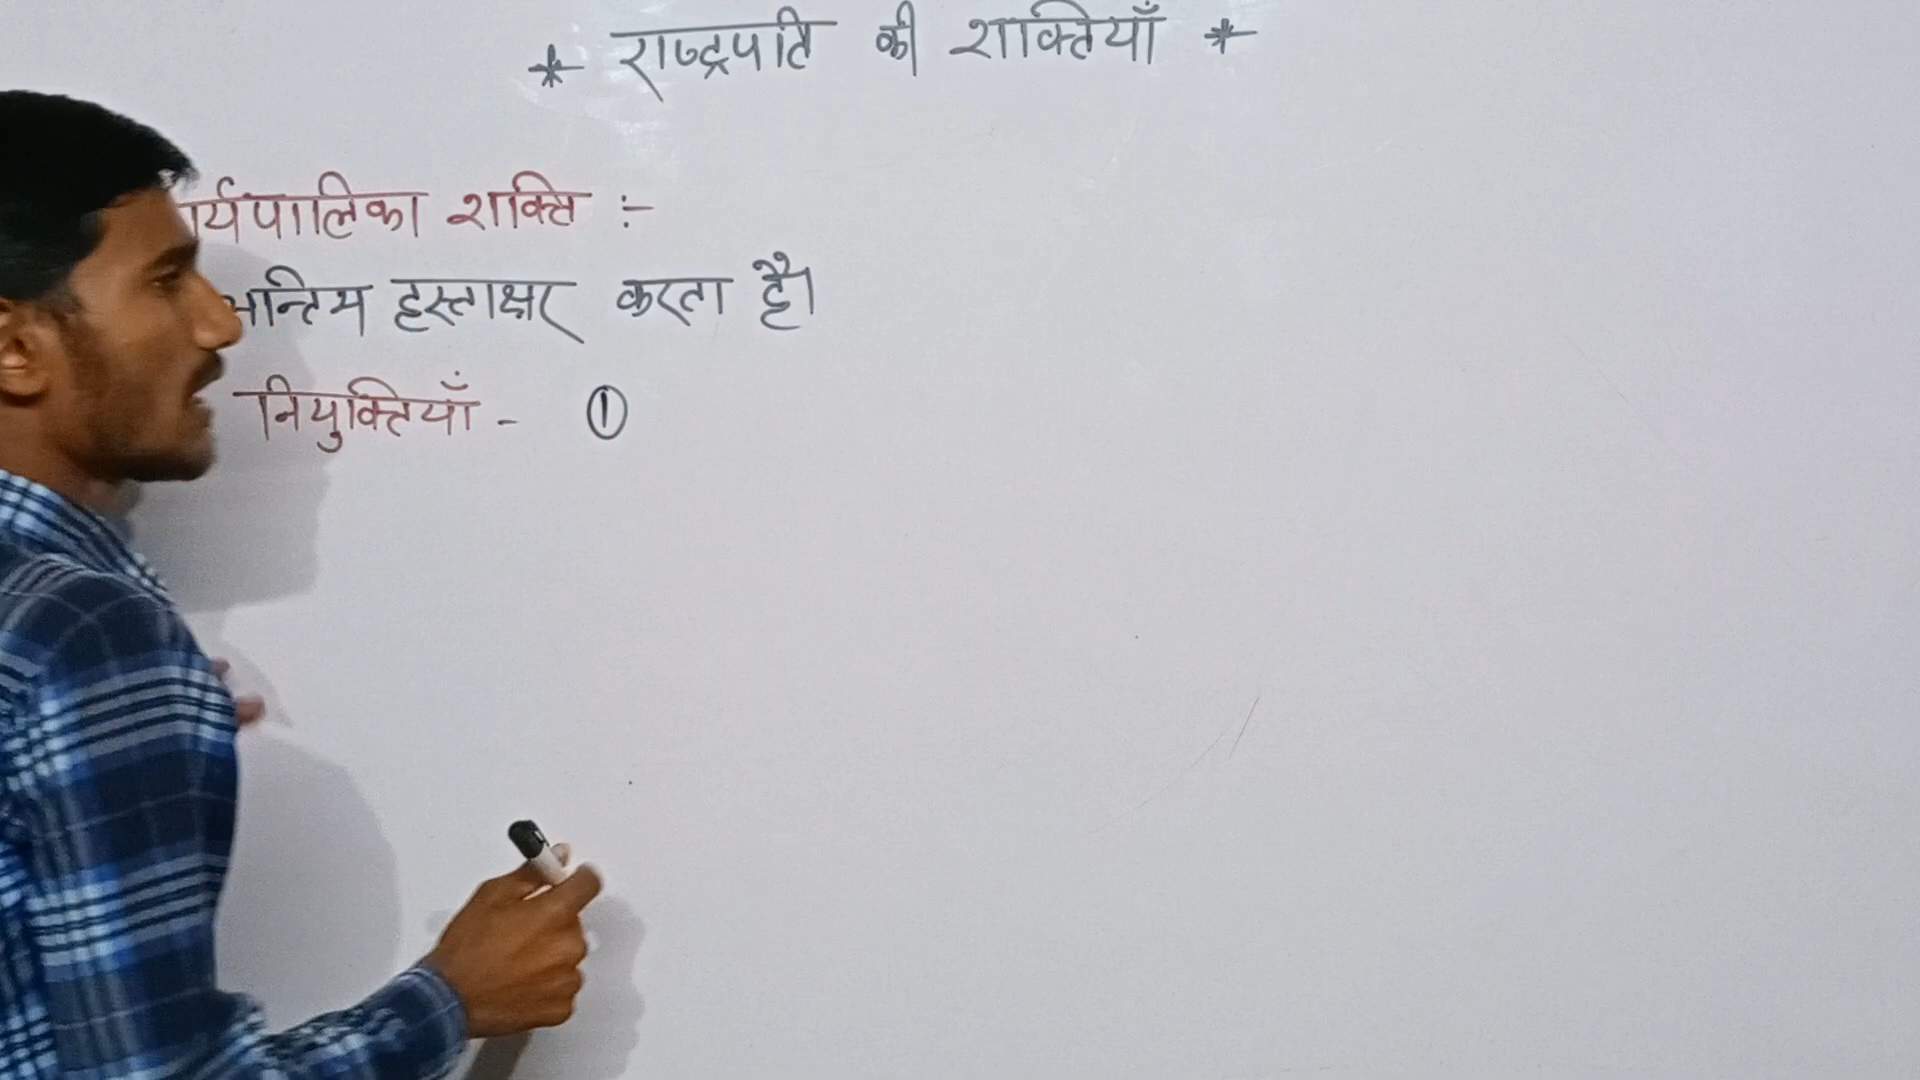 * राष्ट्रपति की शक्तियाँ *
र्यपालिका शक्ति :-
अन्तिम हस्ताक्षर करता है।
नियुक्तियाँ - ①